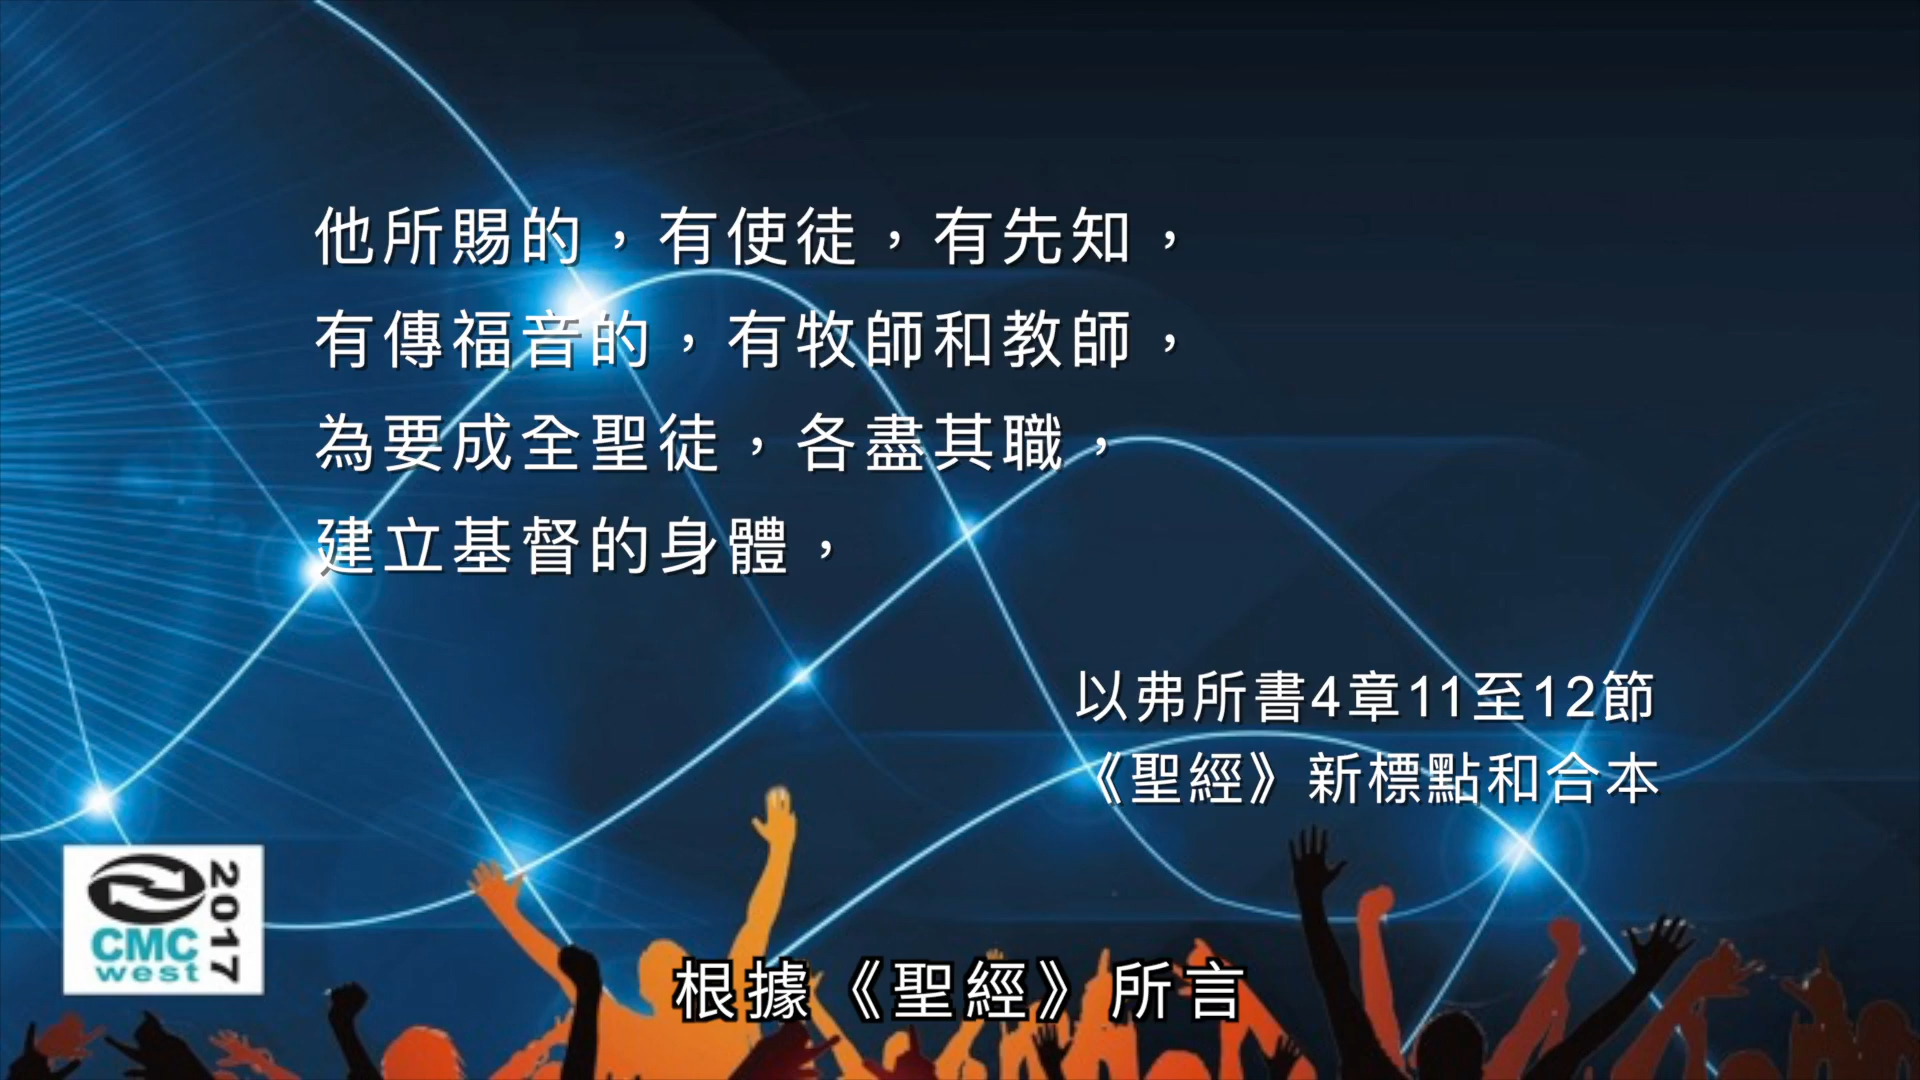 他所賜的，有使徒，有先知，
有傳福音的，有牧師和教師，
為要成全聖徒，各盡其職，
建立基督的身體，
以弗所書4章11至12節
《聖經》新標點和合本
CMC
west
2017
根據《聖經》所言